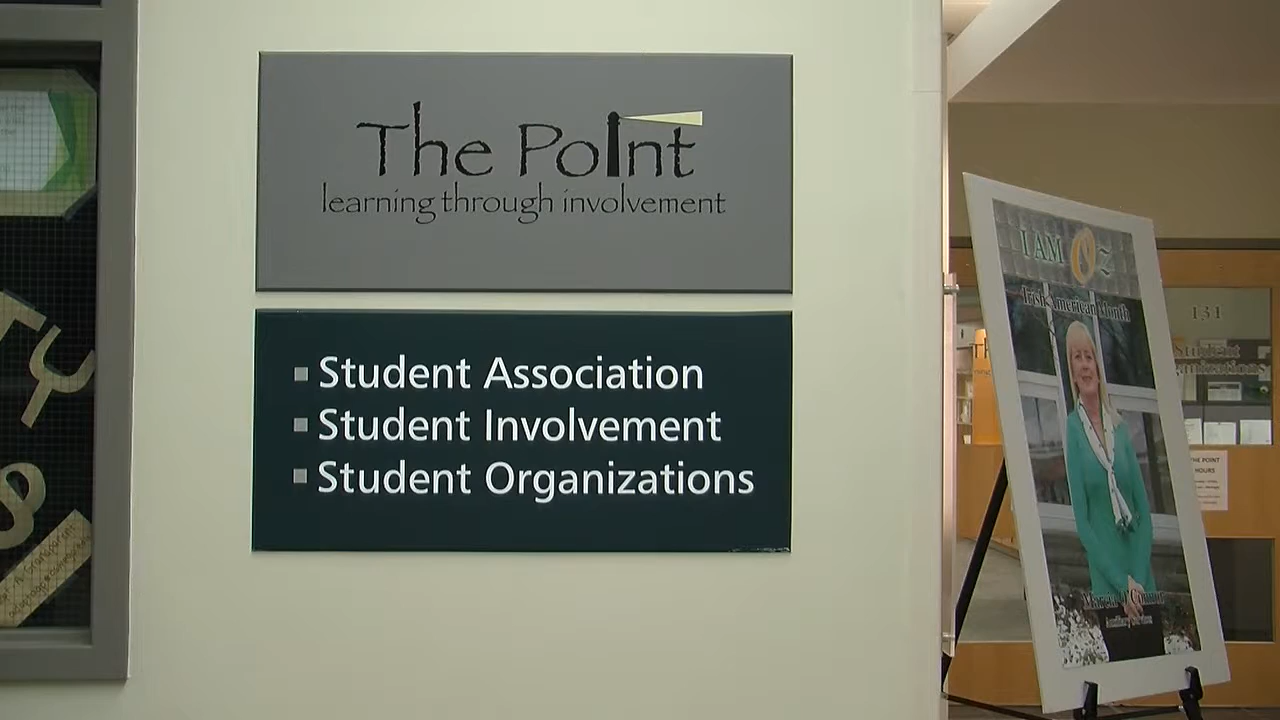 The Point
learning through involvement
Student Association
Student Involvement
Student Organizations
I AM Oz
Irish American Month
131
Student
THE POINT
HOURS